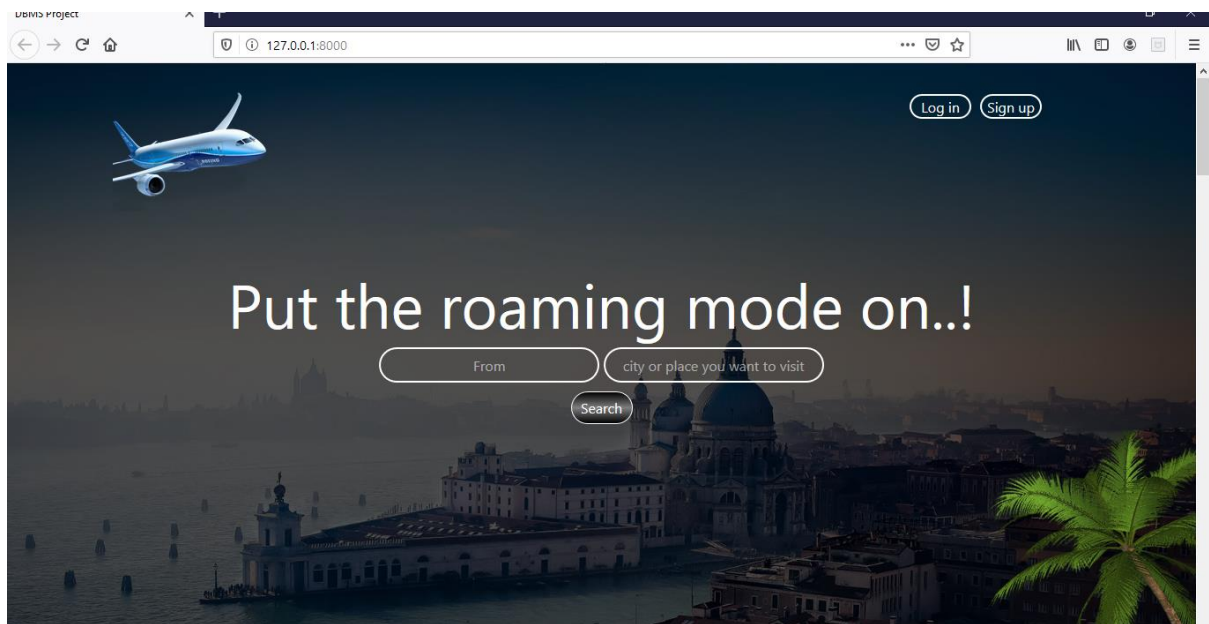 DBMS Project
127.0.0.1:8000
Log in Sign up
Put the roaming mode on..!
From city or place you want to visit
Search